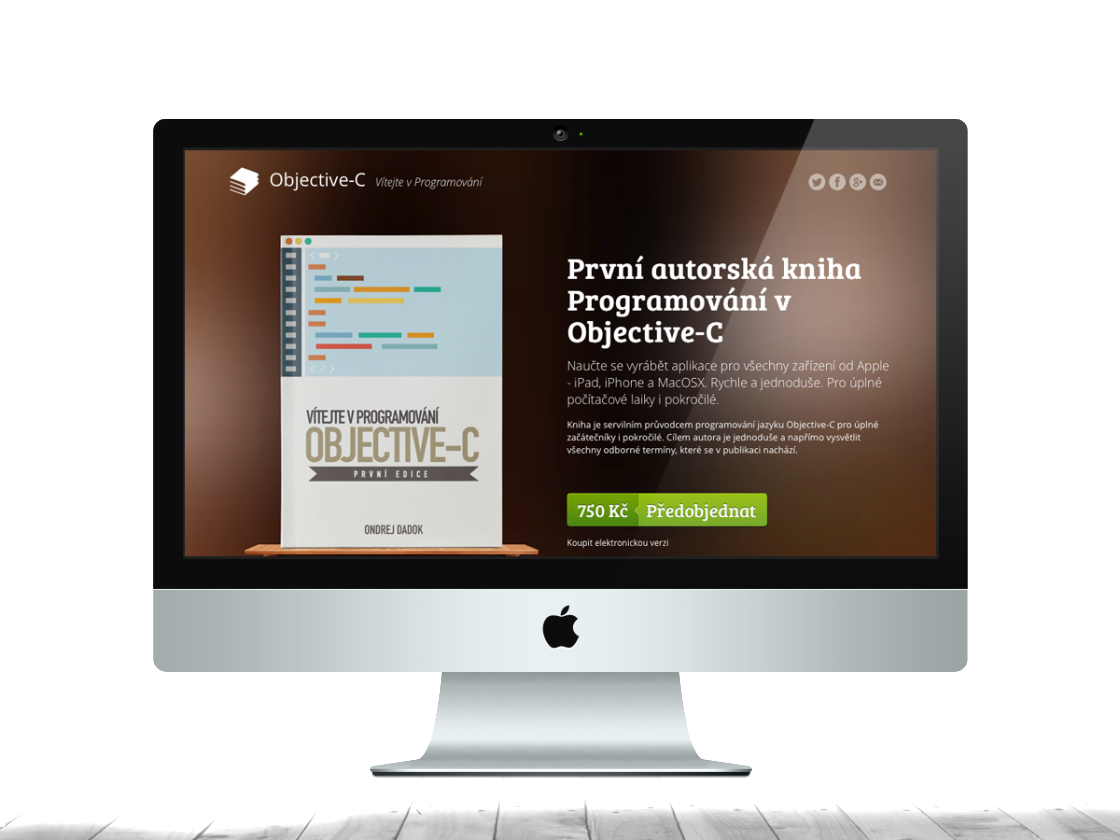 Objective-C Vítejte v Programování
VÍTEJTE V PROGRAMOVÁNÍ
OBJECTIVE-C
PRVNÍ EDICE
ONDREJ DADOK
První autorská kniha
Programování v
Objective-C
Naučte se vyrábět aplikace pro všechny zařízení od Apple
- iPad, iPhone a MacOSX. Rychle a jednoduše. Pro úplné
počítačové laiky i pokročilé.
Kniha je servilním průvodcem programování jazyku Objective-C pro úplné
začátečníky i pokročilé. Cílem autora je jednoduše a napřímo vysvětlit
všechny odborné termíny, které se v publikaci nachází.
750 Kč Předobjednat
Koupit elektronickou verzi